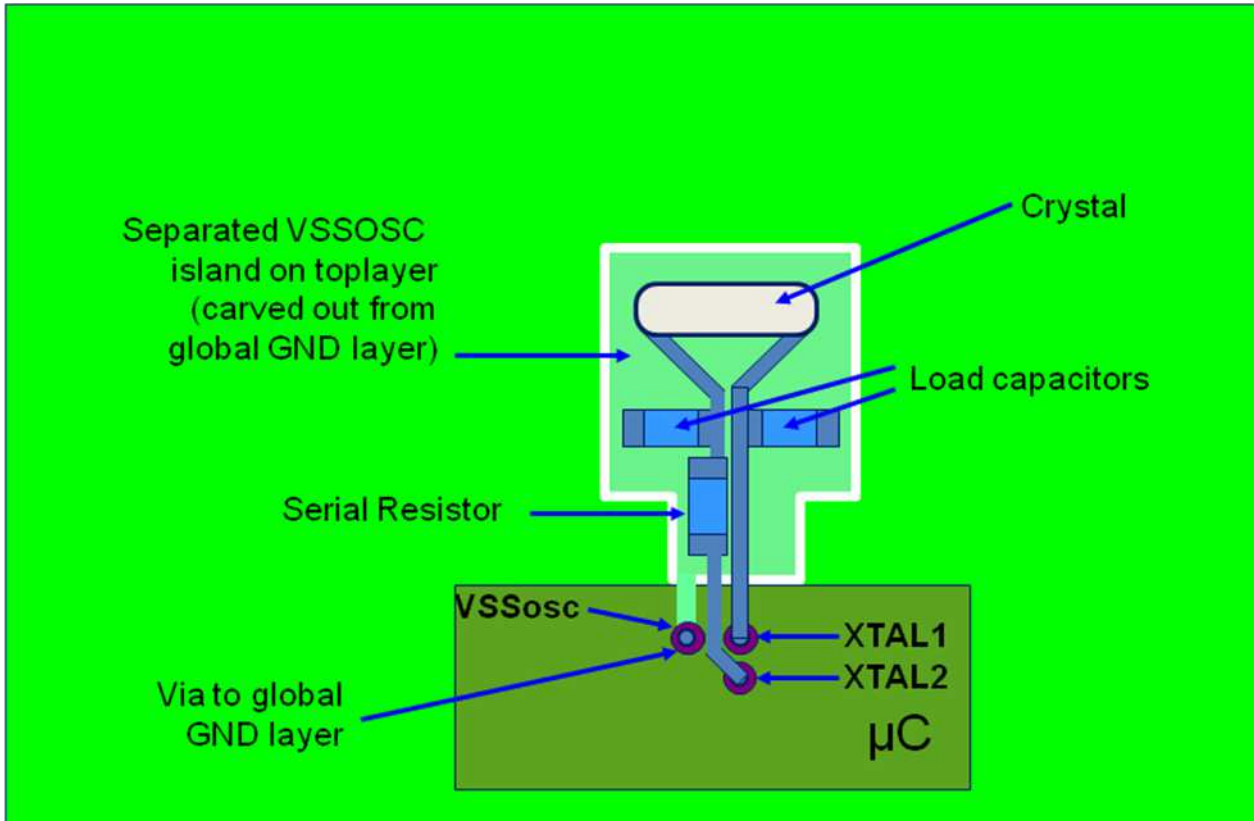 Crystal
Separated VSSOSC
island on toplayer
(carved out from
global GND layer)
Load capacitors
Serial Resistor
VSSosc
XTAL1
XTAL2
Via to global
GND layer
µC